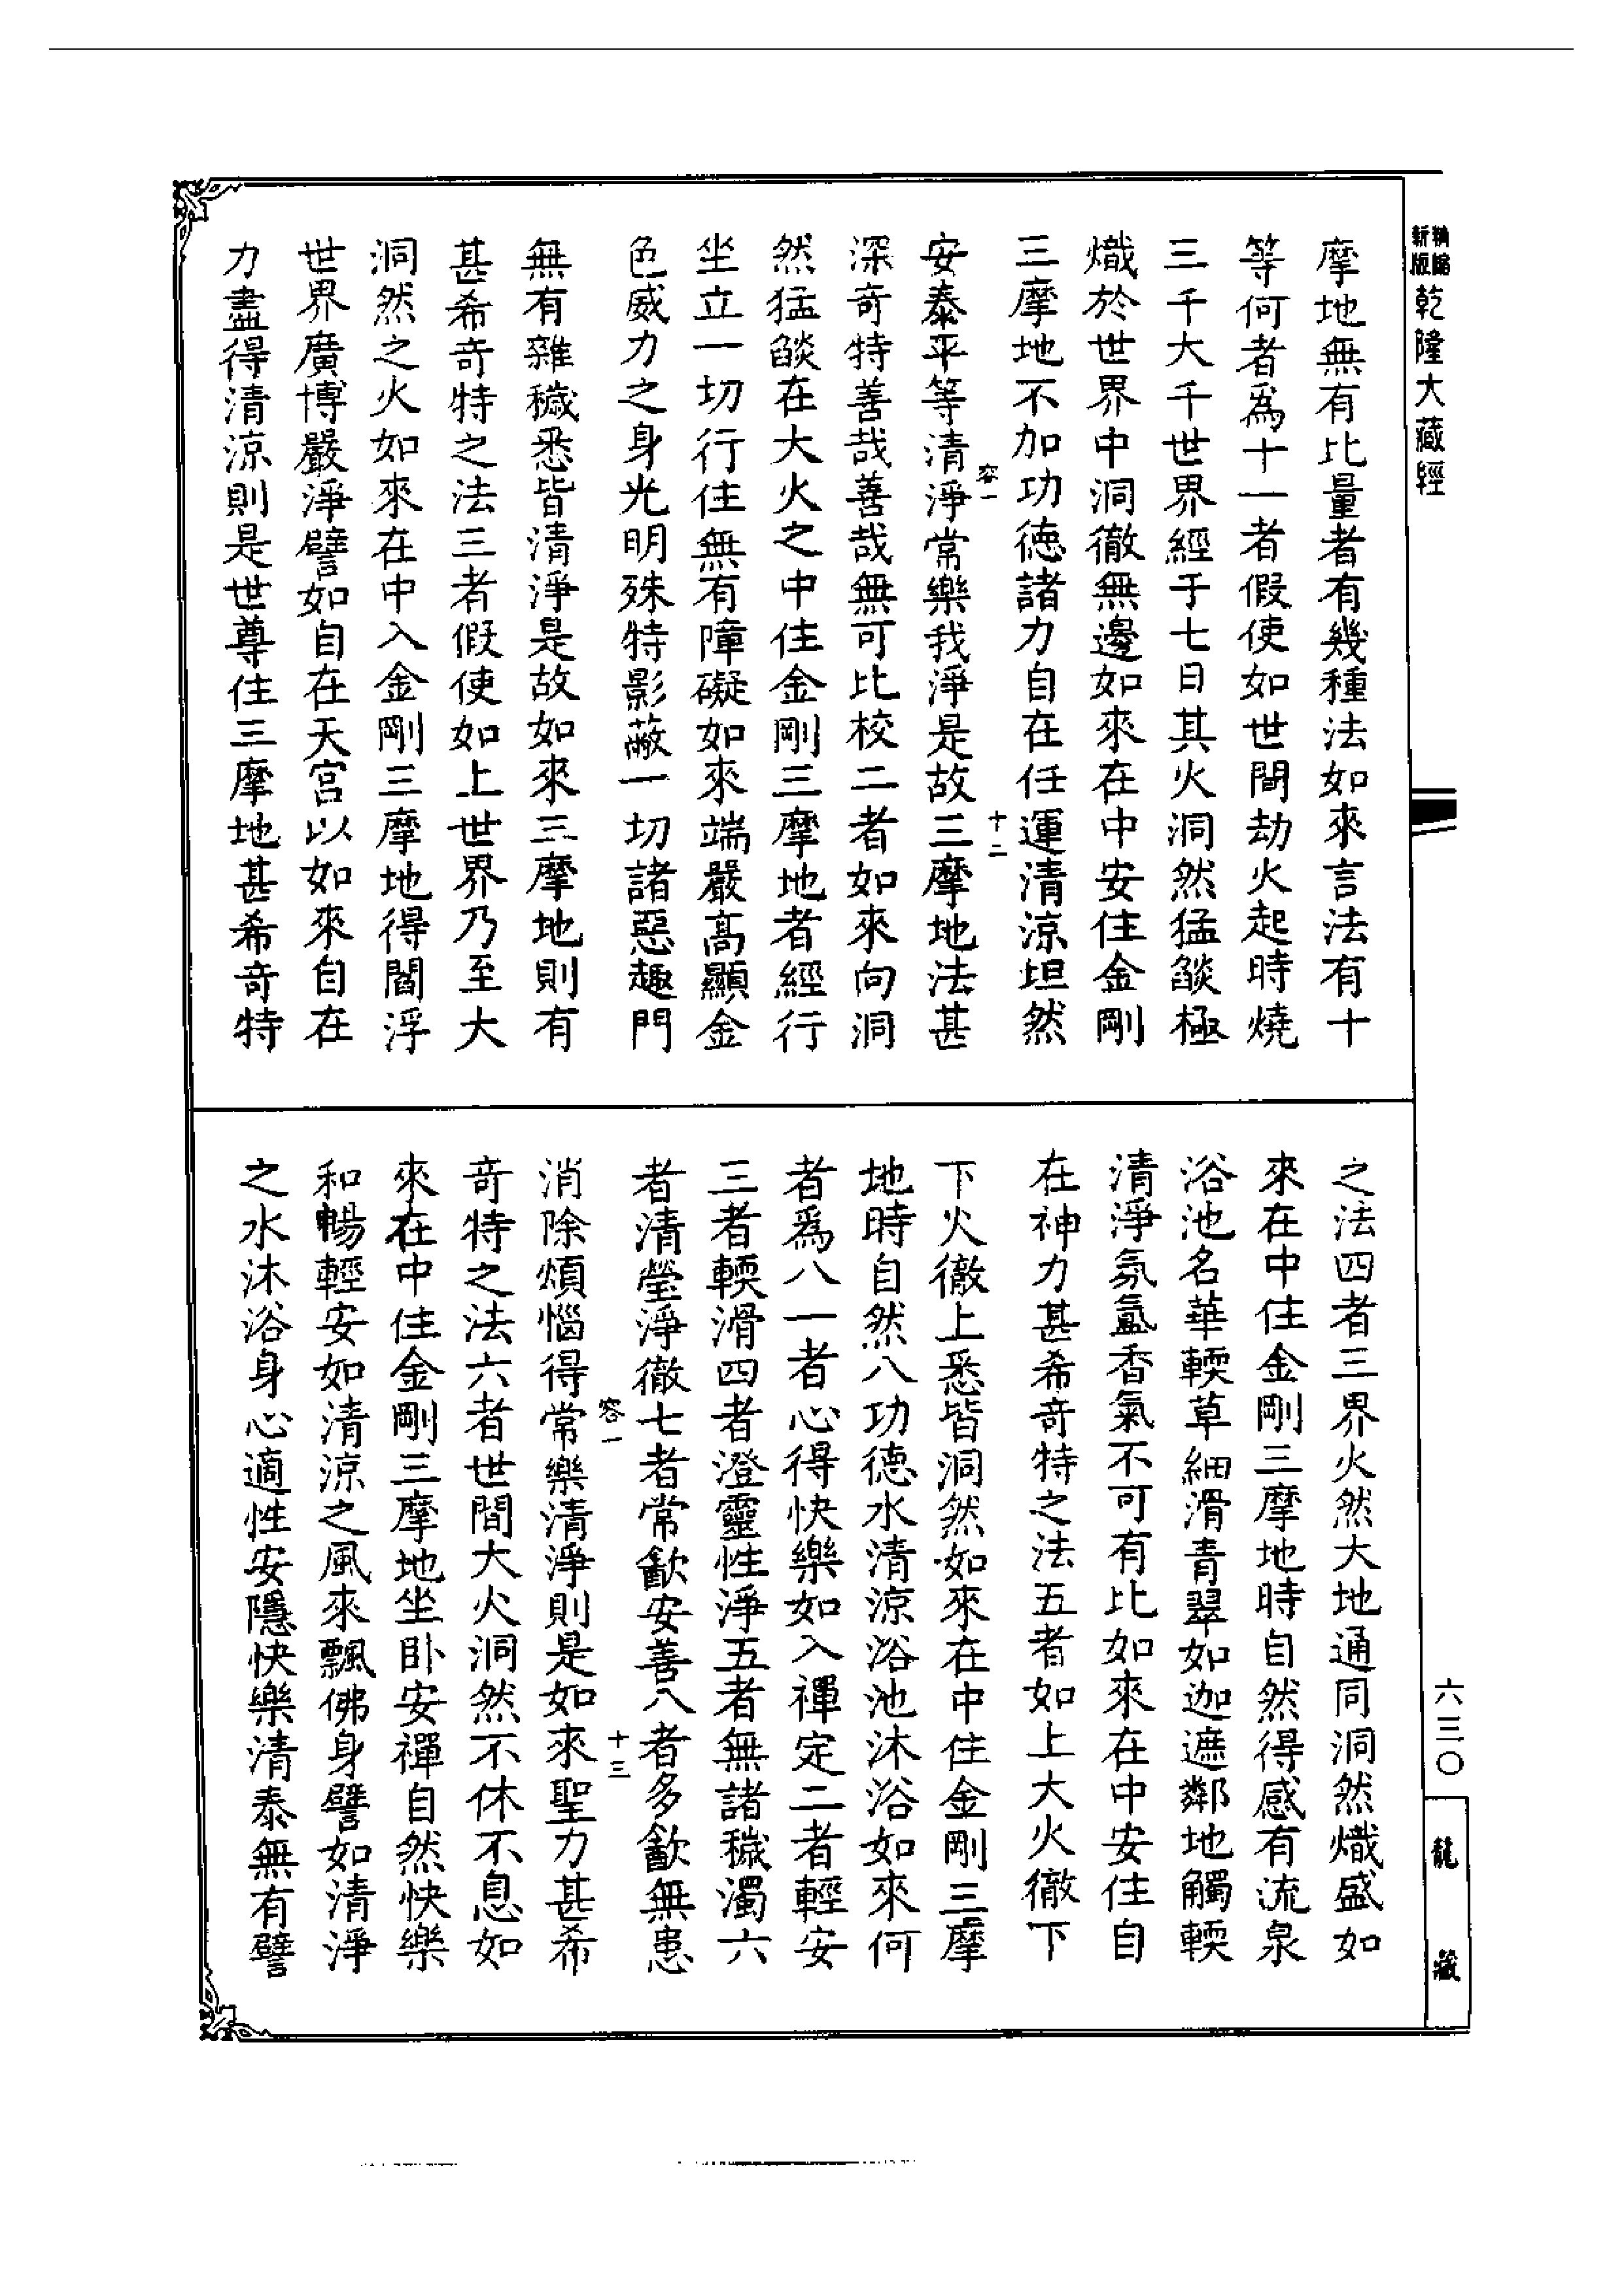 精縮
新版
乾隆大藏經
摩地無有比量者有幾種法如來言法有十
等何者為十一者假使如世間劫火起時燒
三千大千世界經于七日其火洞然猛燄極
熾於世界中洞徹無邊如來在中安住金剛
三摩地不加功德諸力自在任運清涼坦然
容一
十二
安泰平等清淨常樂我淨是故三摩地法甚
深奇特善哉善哉無可比校二者如來向洞
然猛燄在大火之中住金剛三摩地者經行
坐立一切行住無有障礙如來端嚴高顯金
色威力之身光明殊特影蔽一切諸惡趣門
無有雜穢悉皆清淨是故如來三摩地則有
甚希奇特之法三者假使如上世界乃至大
洞然之火如來在中入金剛三摩地得閻浮
世界廣博嚴淨譬如自在天宮以如來自在
力盡得清涼則是世尊住三摩地甚希奇特
之法四者三界火然大地通同洞然熾盛如
來在中住金剛三摩地時自然得感有流泉
浴池名華輭草細滑青翠如迦遮鄰地觸輭
清淨氛氳香氣不可有比如來在中安住自
在神力甚希奇特之法五者如上大火徹下
下火徹上悉皆洞然如來在中住金剛三摩
地時自然八功德水清涼浴池沐浴如來何
者爲八一者心得快樂如入禪定二者輕安
三者輭滑四者澄靈性淨五者無諸穢濁六
者清瑩淨徹七者常歠安善八者多歠無患
容一
十三
消除煩惱得常樂清淨則是如來聖力甚希
奇特之法六者世間大火洞然不休不息如
來在中住金剛三摩地坐卧安禪自然快樂
和暢輕安如清涼之風來飄佛身譬如清淨
之水沐浴身心適性安隱快樂清泰無有譬
六三〇
龍藏